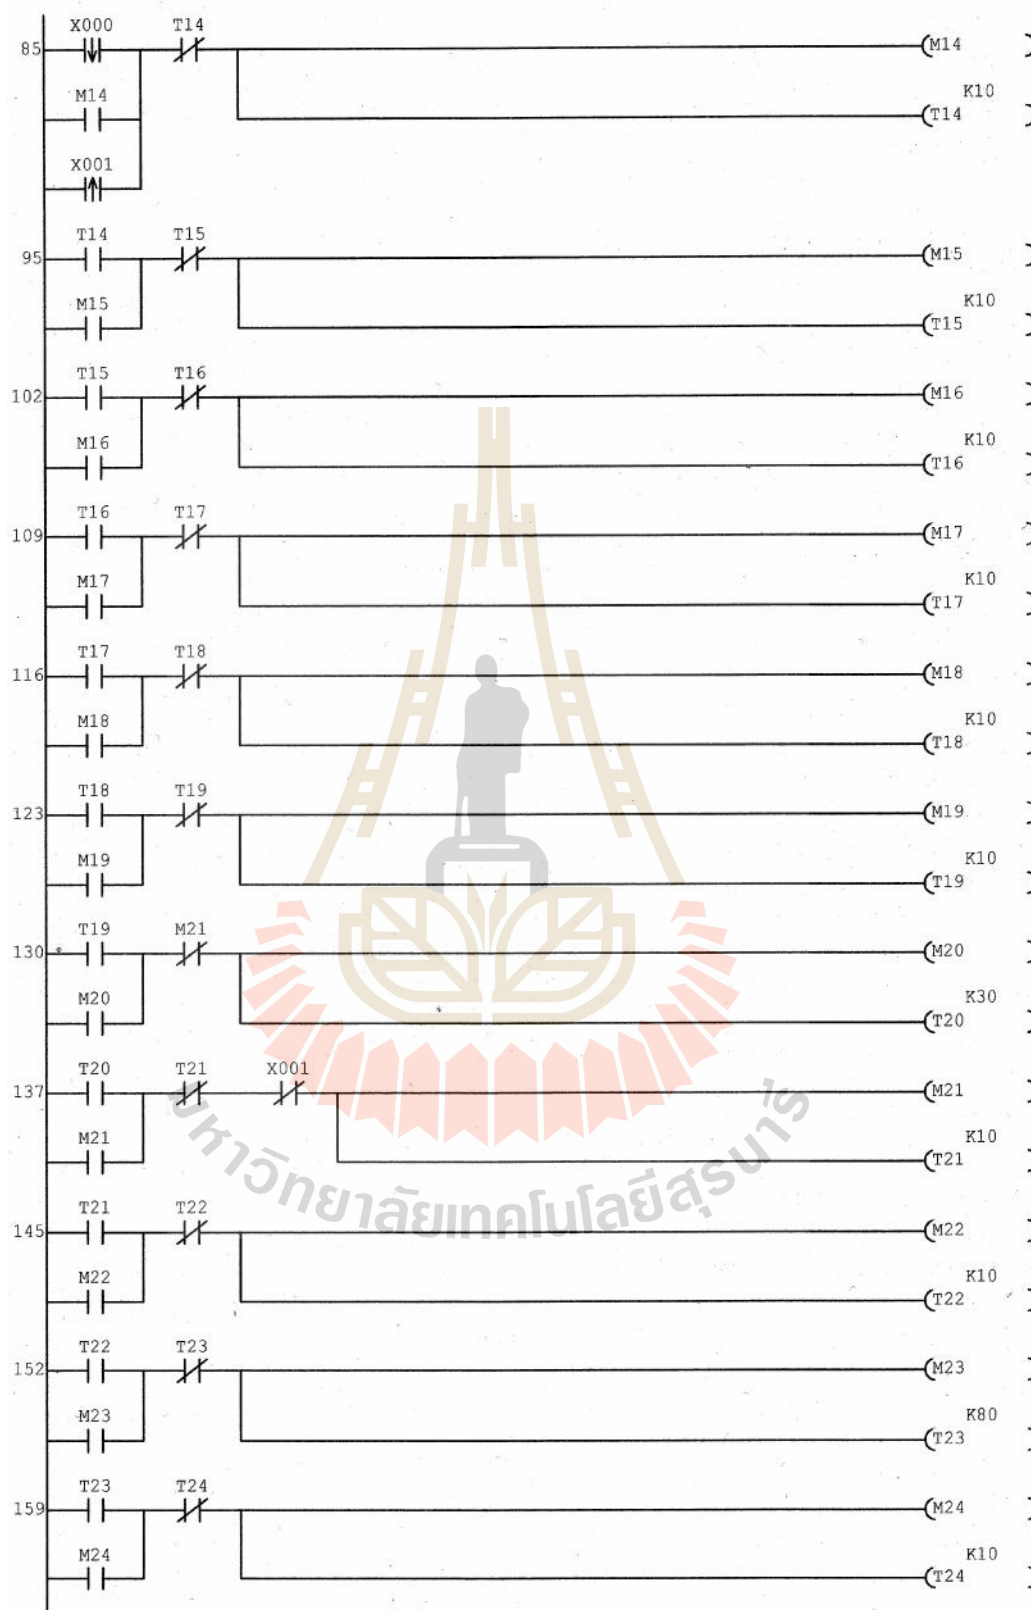 X000 T14
85 (M14 )
M14 K10
(T14 )
X001
T14 T15
95 (M15 )
M15 K10
(T15 )
T15 T16
102 (M16 )
M16 K10
(T16 )
T16 T17
109 (M17 )
M17 K10
(T17 )
T17 T18
116 (M18 )
M18 K10
(T18 )
T18 T19
123 (M19 )
M19 K10
(T19 )
T19 M21
130 (M20 )
M20 K30
(T20 )
T20 T21 X001
137 (M21 )
M21 K10
(T21 )
มหาวิทยาลัยเทคโนโลยีสุรนารี
T21 T22
145 (M22 )
M22 K10
(T22 )
T22 T23
152 (M23 )
M23 K80
(T23 )
T23 T24
159 (M24 )
M24 K10
(T24 )